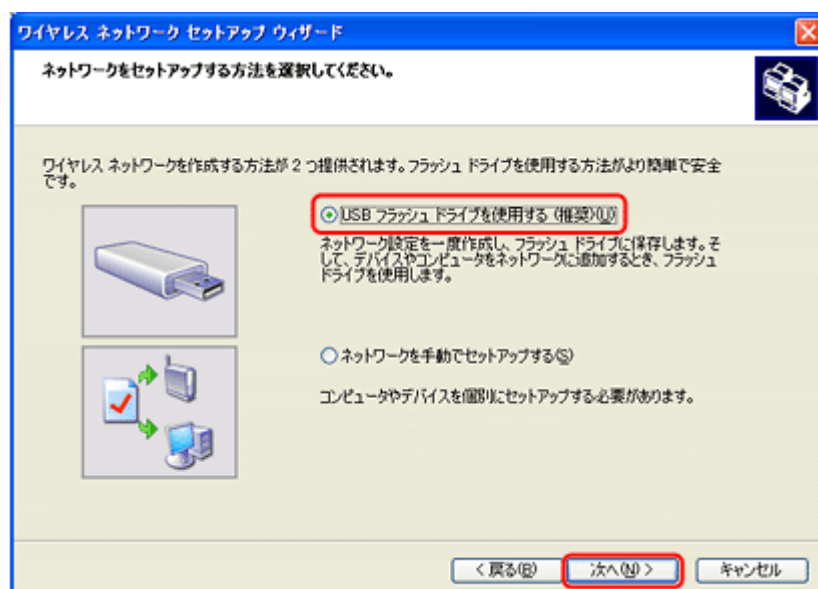 ワイヤレス ネットワーク セットアップ ウィザード
ネットワークをセットアップする方法を選択してください。
ワイヤレス ネットワークを作成する方法が 2 つ提供されます。フラッシュ ドライブを使用する方法がより簡単で安全
です。
USB フラッシュ ドライブを使用する (推奨)(U)
ネットワーク設定を一度作成し、フラッシュ ドライブに保存します。そ
して、デバイスやコンピュータをネットワークに追加するとき、フラッシュ
ドライブを使用します。
ネットワークを手動でセットアップする(S)
コンピュータやデバイスを個別にセットアップする必要があります。
< 戻る(B)
次へ(N) >
キャンセル